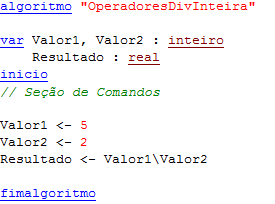 algoritmo "OperadoresDivInteira"
var Valor1, Valor2 : inteiro
Resultado : real
inicio
// Seção de Comandos
Valor1 <- 5
Valor2 <- 2
Resultado <- Valor1\Valor2
fimalgoritmo